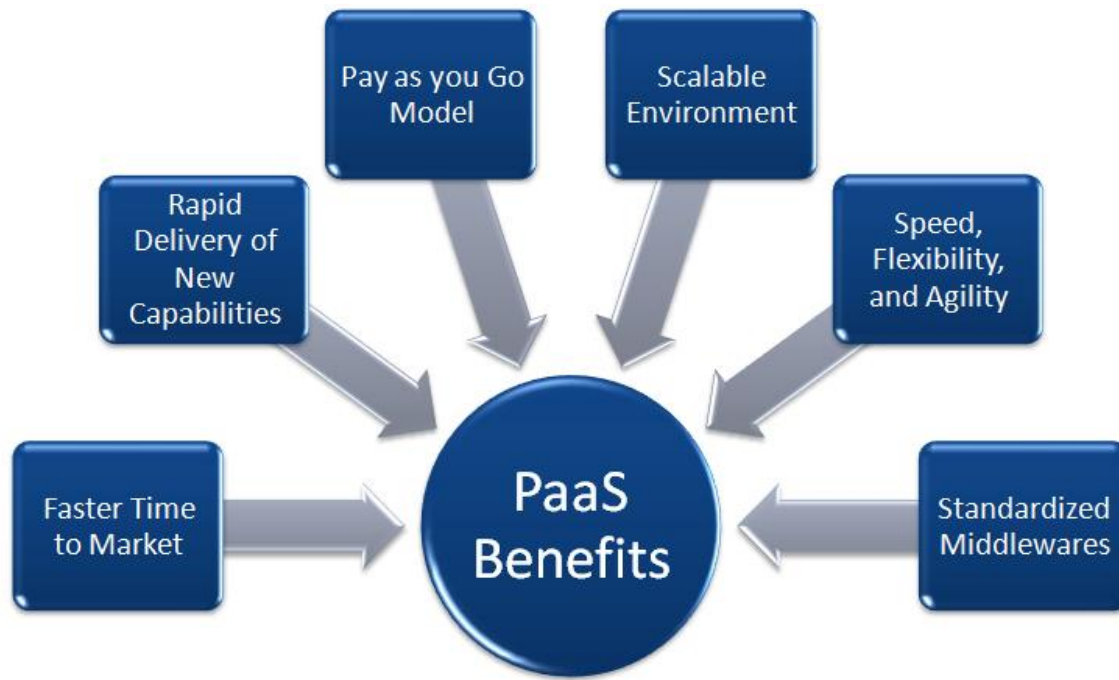 Faster Time
to Market
Rapid
Delivery of
New
Capabilities
Pay as you Go
Model
Scalable
Environment
Speed,
Flexibility,
and Agility
Standardized
Middlewares
PaaS
Benefits